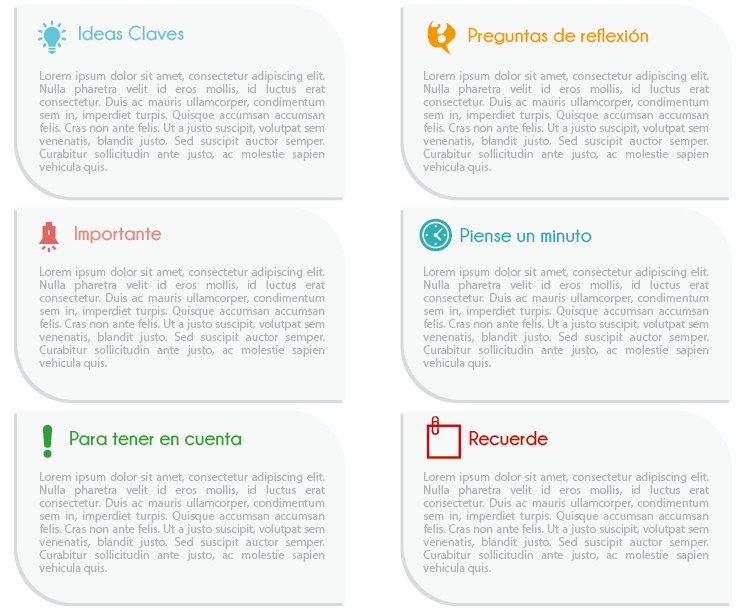 Ideas Claves
Lorem ipsum dolor sit amet, consectetur adipiscing elit.
Nulla pharetra velit id eros mollis, id luctus erat
consectetur. Duis ac mauris ullamcorper, condimentum
sem in, imperdiet turpis. Quisque accumsan accumsan
felis. Cras non ante felis. Ut a justo suscipit, volutpat sem
venenatis, blandit justo. Sed suscipit auctor semper.
Curabitur sollicitudin ante justo, ac molestie sapien
vehicula quis.
Preguntas de reflexión
Lorem ipsum dolor sit amet, consectetur adipiscing elit.
Nulla pharetra velit id eros mollis, id luctus erat
consectetur. Duis ac mauris ullamcorper, condimentum
sem in, imperdiet turpis. Quisque accumsan accumsan
felis. Cras non ante felis. Ut a justo suscipit, volutpat sem
venenatis, blandit justo. Sed suscipit auctor semper.
Curabitur sollicitudin ante justo, ac molestie sapien
vehicula quis.
Importante
Lorem ipsum dolor sit amet, consectetur adipiscing elit.
Nulla pharetra velit id eros mollis, id luctus erat
consectetur. Duis ac mauris ullamcorper, condimentum
sem in, imperdiet turpis. Quisque accumsan accumsan
felis. Cras non ante felis. Ut a justo suscipit, volutpat sem
venenatis, blandit justo. Sed suscipit auctor semper.
Curabitur sollicitudin ante justo, ac molestie sapien
vehicula quis.
Piense un minuto
Lorem ipsum dolor sit amet, consectetur adipiscing elit.
Nulla pharetra velit id eros mollis, id luctus erat
consectetur. Duis ac mauris ullamcorper, condimentum
sem in, imperdiet turpis. Quisque accumsan accumsan
felis. Cras non ante felis. Ut a justo suscipit, volutpat sem
venenatis, blandit justo. Sed suscipit auctor semper.
Curabitur sollicitudin ante justo, ac molestie sapien
vehicula quis.
Para tener en cuenta
Lorem ipsum dolor sit amet, consectetur adipiscing elit.
Nulla pharetra velit id eros mollis, id luctus erat
consectetur. Duis ac mauris ullamcorper, condimentum
sem in, imperdiet turpis. Quisque accumsan accumsan
felis. Cras non ante felis. Ut a justo suscipit, volutpat sem
venenatis, blandit justo. Sed suscipit auctor semper.
Curabitur sollicitudin ante justo, ac molestie sapien
vehicula quis.
Recuerde
Lorem ipsum dolor sit amet, consectetur adipiscing elit.
Nulla pharetra velit id eros mollis, id luctus erat
consectetur. Duis ac mauris ullamcorper, condimentum
sem in, imperdiet turpis. Quisque accumsan accumsan
felis. Cras non ante felis. Ut a justo suscipit, volutpat sem
venenatis, blandit justo. Sed suscipit auctor semper.
Curabitur sollicitudin ante justo, ac molestie sapien
vehicula quis.